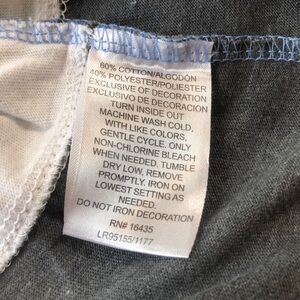 60% COTTON/ALGODÓN
40% POLYESTER/POLIESTER
EXCLUSIVE OF DECORATION
EXCLUSIVO DE DECORACION
TURN INSIDE OUT
MACHINE WASH COLD,
WITH LIKE COLORS,
GENTLE CYCLE. ONLY
NON-CHLORINE BLEACH
WHEN NEEDED. TUMBLE
DRY LOW, REMOVE
PROMPTLY. IRON ON
LOWEST SETTING AS
NEEDED.
DO NOT IRON DECORATION
RN# 16435
LR95155/1177